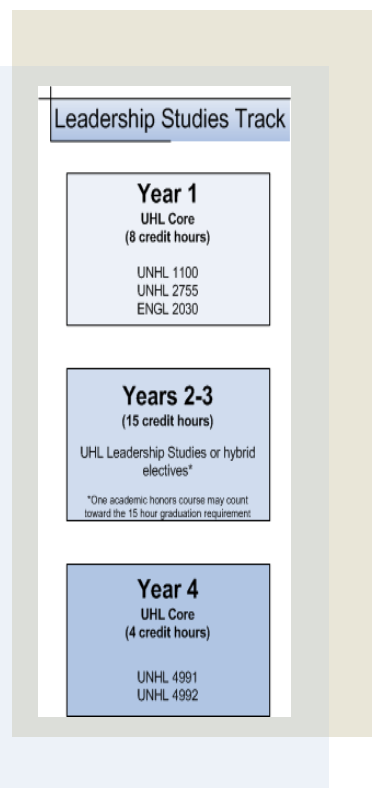 Leadership Studies Track
Year 1
UHL Core
(8 credit hours)
UNHL 1100
UNHL 2755
ENGL 2030
Years 2-3
(15 credit hours)
UHL Leadership Studies or hybrid
electives*
*One academic honors course may count
toward the 15 hour graduation requirement
Year 4
UHL Core
(4 credit hours)
UNHL 4991
UNHL 4992